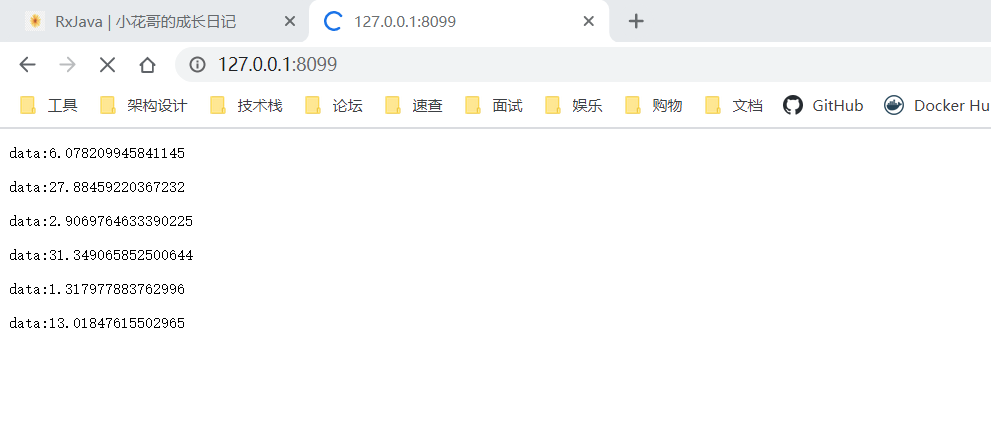 RxJava | 小花哥的成长日记
127.0.0.1:8099
127.0.0.1:8099
工具 架构设计 技术栈 论坛 速查 面试 娱乐 购物 文档 GitHub Docker Hu
data:6.078209945841145
data:27.88459220367232
data:2.9069764633390225
data:31.349065852500644
data:1.317977883762996
data:13.01847615502965